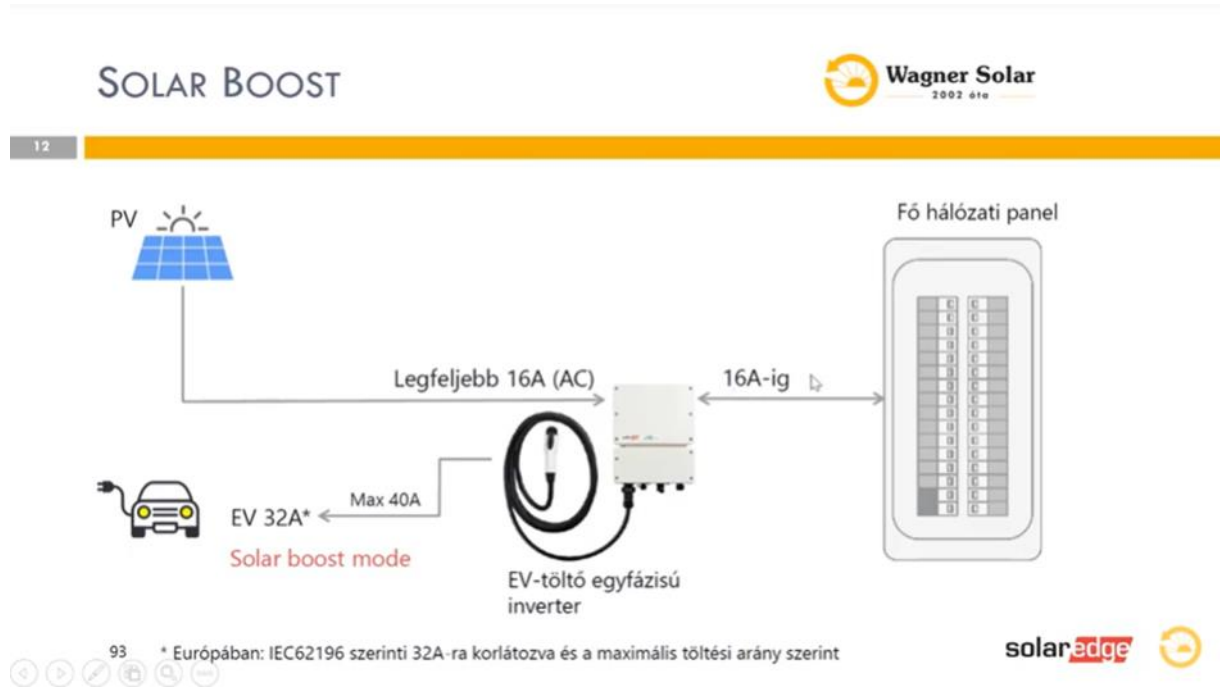 SOLAR BOOST
Wagner Solar
2002 óta
12
PV
Fő hálózati panel
Legfeljebb 16A (AC)
16A-ig
Max 40A
EV 32A*
Solar boost mode
EV-töltő egyfázisú
inverter
93
* Európában: IEC62196 szerinti 32A-ra korlátozva és a maximális töltési arány szerint
solaredge